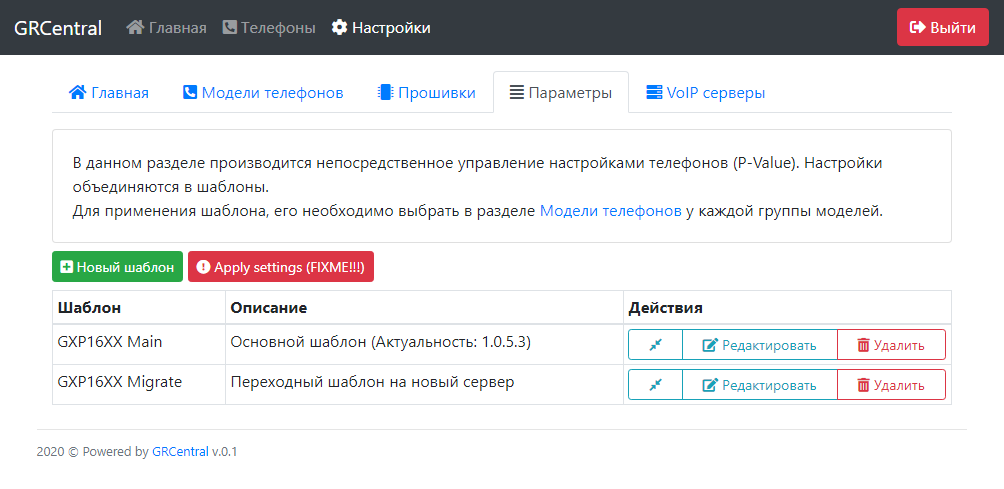 GRCentral Главная Телефоны Настройки Выйти
Главная Модели телефонов Прошивки Параметры VoIP серверы
В данном разделе производится непосредственное управление настройками телефонов (P-Value). Настройки
объединяются в шаблоны.
Для применения шаблона, его необходимо выбрать в разделе Модели телефонов у каждой группы моделей.
Новый шаблон Apply settings (FIXME!!!)
Шаблон Описание Действия
GXP16XX Main Основной шаблон (Актуальность: 1.0.5.3) Редактировать Удалить
GXP16XX Migrate Переходный шаблон на новый сервер Редактировать Удалить
2020 © Powered by GRCentral v.0.1